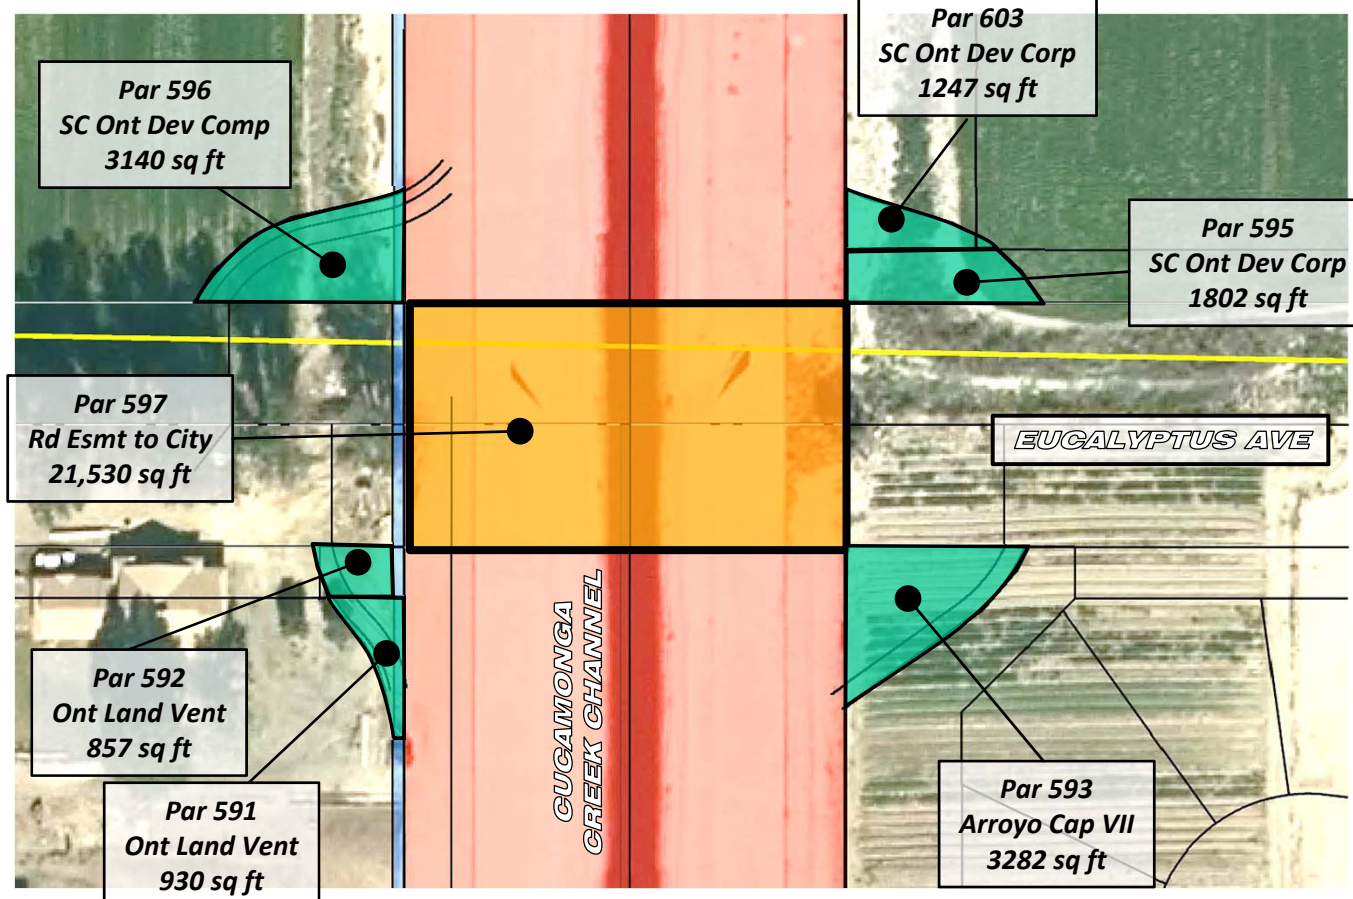 Par 603
SC Ont Dev Corp
1247 sq ft
Par 596
SC Ont Dev Comp
3140 sq ft
Par 595
SC Ont Dev Corp
1802 sq ft
Par 597
Rd Esmt to City
21,530 sq ft
EUCALYPTUS AVE
CUCAMONGA
CREEK CHANNEL
Par 592
Ont Land Vent
857 sq ft
Par 593
Arroyo Cap VII
3282 sq ft
Par 591
Ont Land Vent
930 sq ft